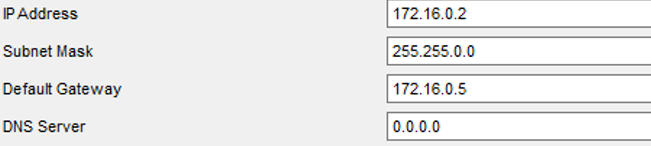 IP Address 172.16.0.2
Subnet Mask 255.255.0.0
Default Gateway 172.16.0.5
DNS Server 0.0.0.0